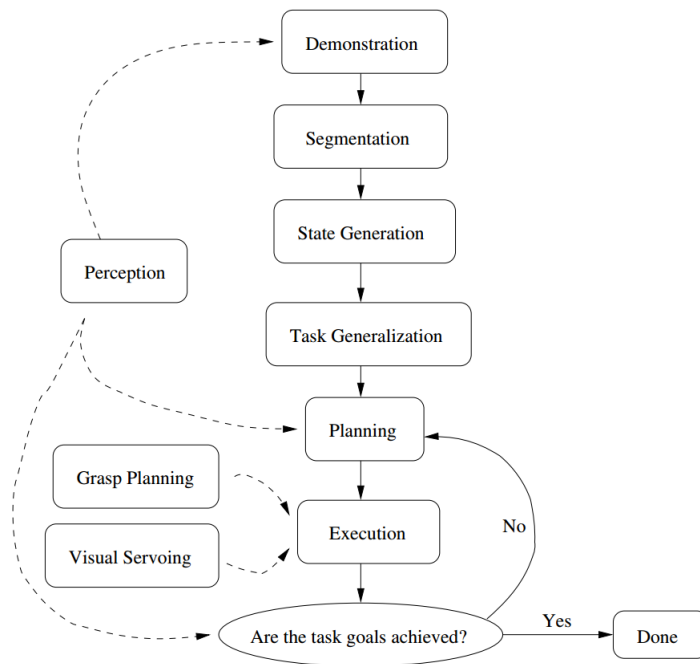 Demonstration
Segmentation
State Generation
Perception
Task Generalization
Planning
Grasp Planning
Execution
No
Visual Servoing
Yes
Are the task goals achieved?
Done